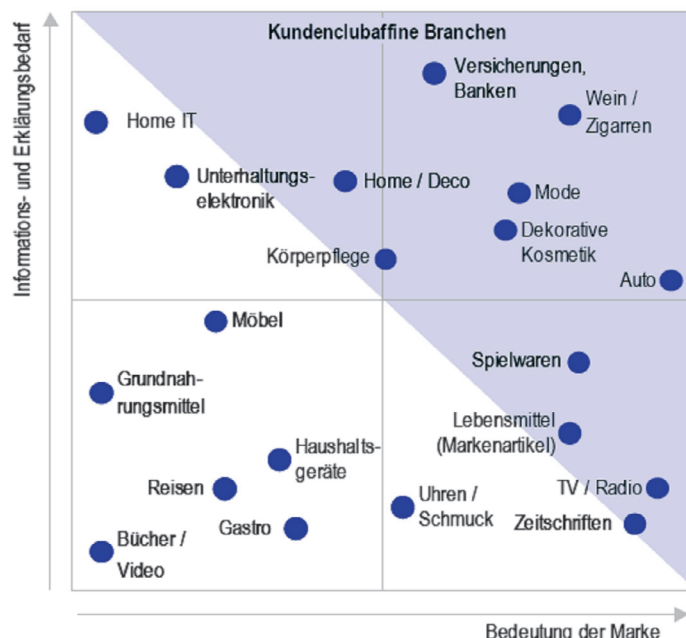 Kundenclubaffine Branchen
Informations- und Erklärungsbedarf
Versicherungen,
Banken
Wein /
Zigarren
Home IT
Unterhaltungs-
elektronik
Home / Deco
Mode
Dekorative
Kosmetik
Körperpflege
Auto
Möbel
Spielwaren
Grundnah-
rungsmittel
Lebensmittel
(Markenartikel)
Haushalts-
geräte
Reisen
TV / Radio
Uhren /
Schmuck
Zeitschriften
Gastro
Bücher /
Video
Bedeutung der Marke